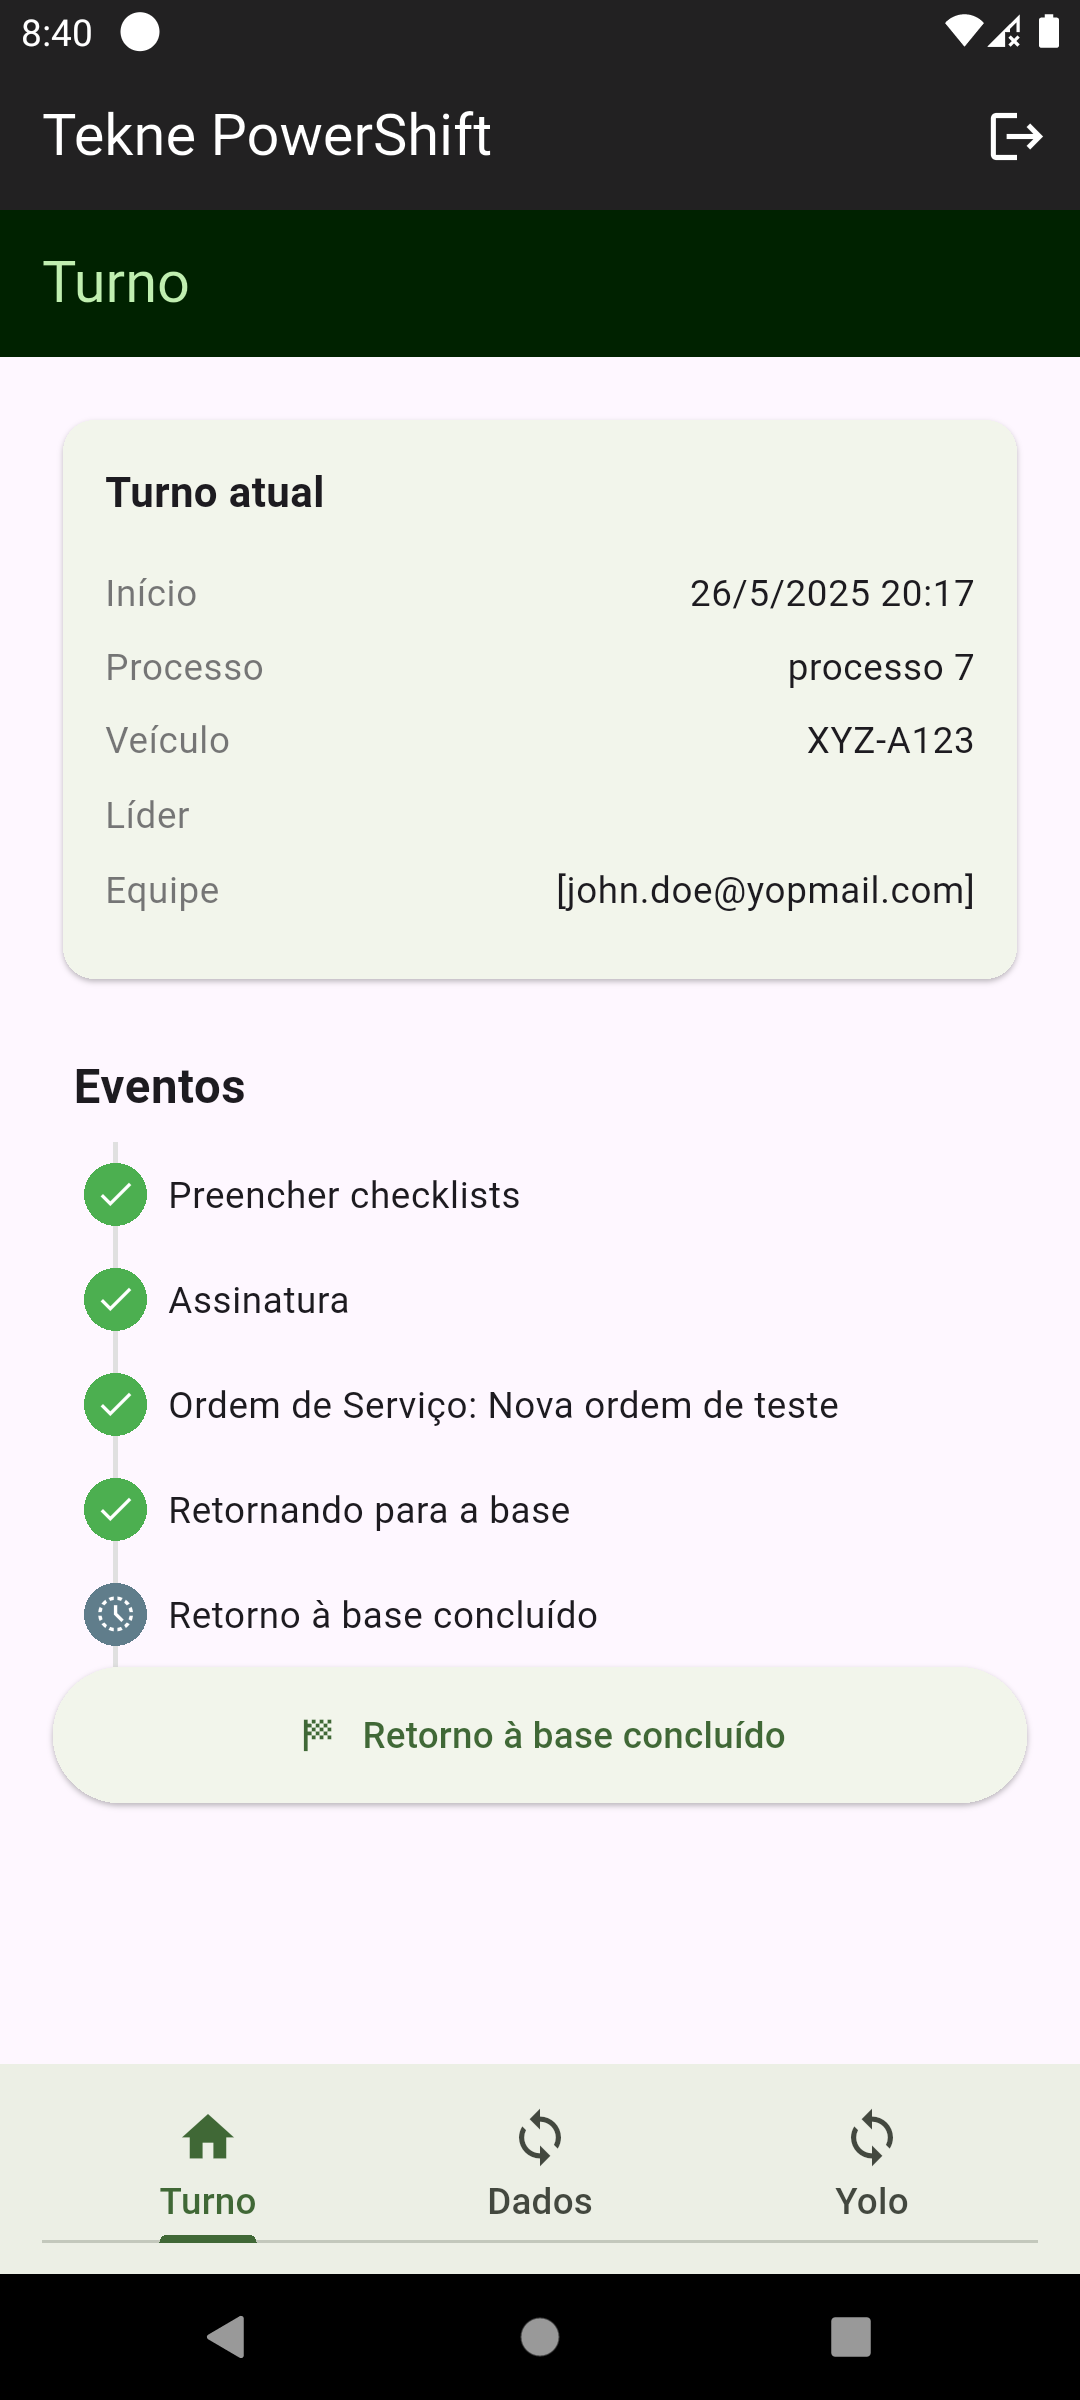 8:40
Tekne PowerShift
Turno
Turno atual
Início 26/5/2025 20:17
Processo processo 7
Veículo XYZ-A123
Líder
Equipe [john.doe@yopmail.com]
Eventos
Preencher checklists
Assinatura
Ordem de Serviço: Nova ordem de teste
Retornando para a base
Retorno à base concluído
Retorno à base concluído
Turno Dados Yolo